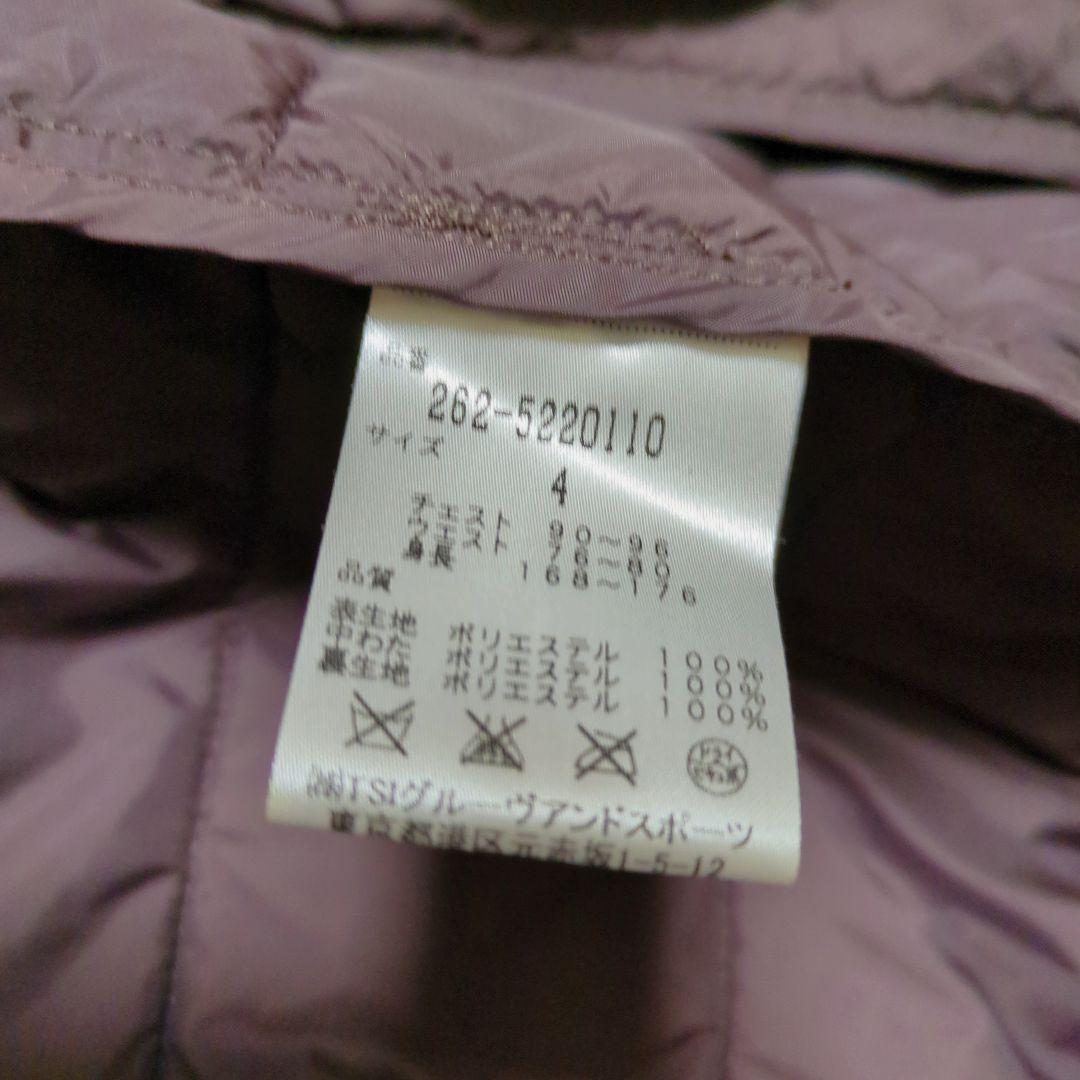 品番
262-5220110
サイズ
4
チェスト 90～96
ウエスト 76～80
身長 168～176
品質
表生地 ポリエステル 100%
中わた ポリエステル 100%
裏生地 ポリエステル 100%
ドライ
(株)TSIグルーヴアンドスポーツ
東京都港区元赤坂1-5-12